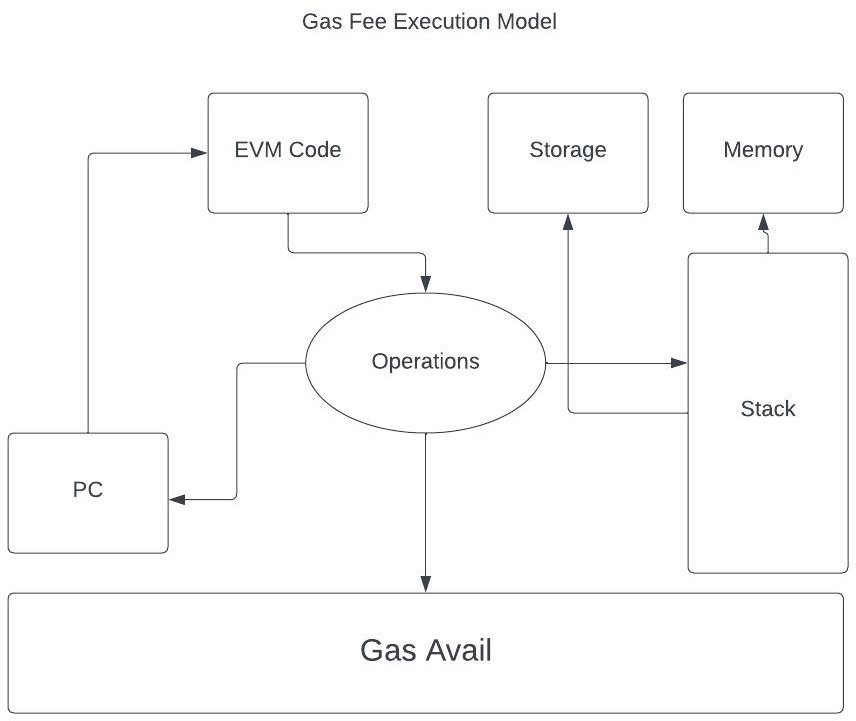 Gas Fee Execution Model
EVM Code
Storage
Memory
Operations
Stack
PC
Gas Avail